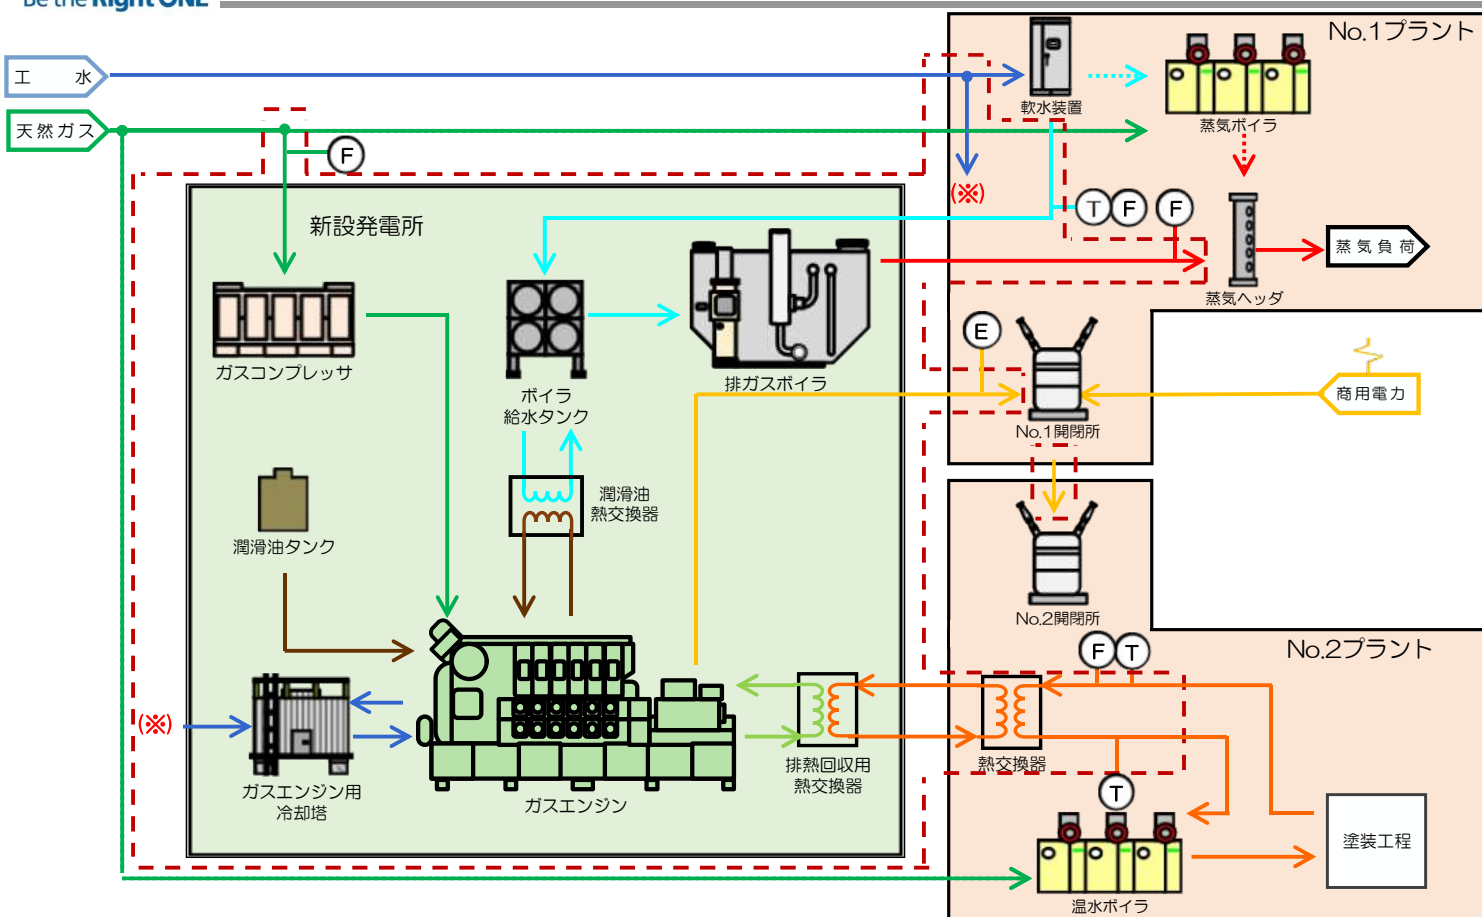 Be the Right ONE
No.1プラント
工 水
天然ガス
F
軟水装置
蒸気ボイラ
(※)
T
F
F
新設発電所
蒸気負荷
蒸気ヘッダ
ガスコンプレッサ
ボイラ
給水タンク
排ガスボイラ
E
商用電力
No.1開閉所
潤滑油
熱交換器
潤滑油タンク
No.2開閉所
No.2プラント
F
T
(※)
ガスエンジン用
冷却塔
ガスエンジン
排熱回収用
熱交換器
熱交換器
T
塗装工程
温水ボイラ